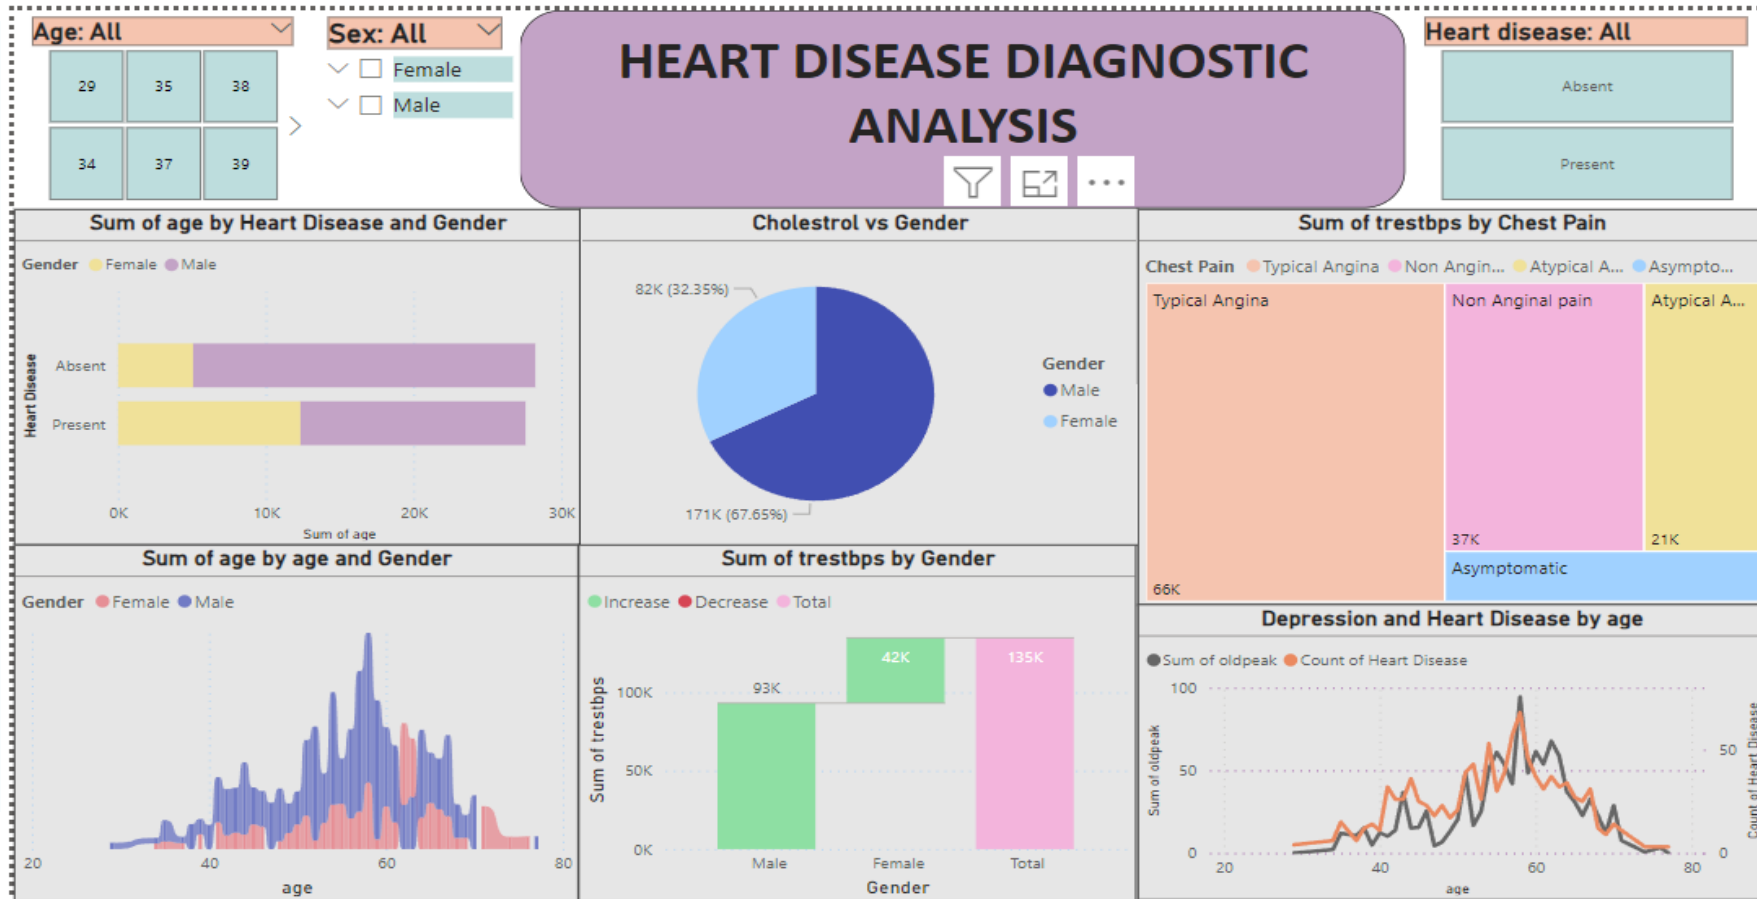 Age: All
29
35
38
34
37
39
Sex: All
Female
Male
HEART DISEASE DIAGNOSTIC
ANALYSIS
Heart disease: All
Absent
Present
Sum of age by Heart Disease and Gender
Gender Female Male
Heart Disease
Absent
Present
0K 10K 20K 30K
Sum of age
Cholestrol vs Gender
82K (32.35%)
171K (67.65%)
Gender
Male
Female
Sum of trestbps by Chest Pain
Chest Pain Typical Angina Non Angin... Atypical A... Asympto...
Typical Angina
66K
Non Anginal pain
37K
Atypical A...
21K
Asymptomatic
Sum of age by age and Gender
Gender Female Male
20 40 60 80
age
Sum of trestbps by Gender
Increase Decrease Total
Sum of trestbps
100K
50K
0K
93K
42K
135K
Male Female Total
Gender
Depression and Heart Disease by age
Sum of oldpeak Count of Heart Disease
Sum of oldpeak
100
50
0
50
0
Count of Heart Disease
20 40 60 80
age